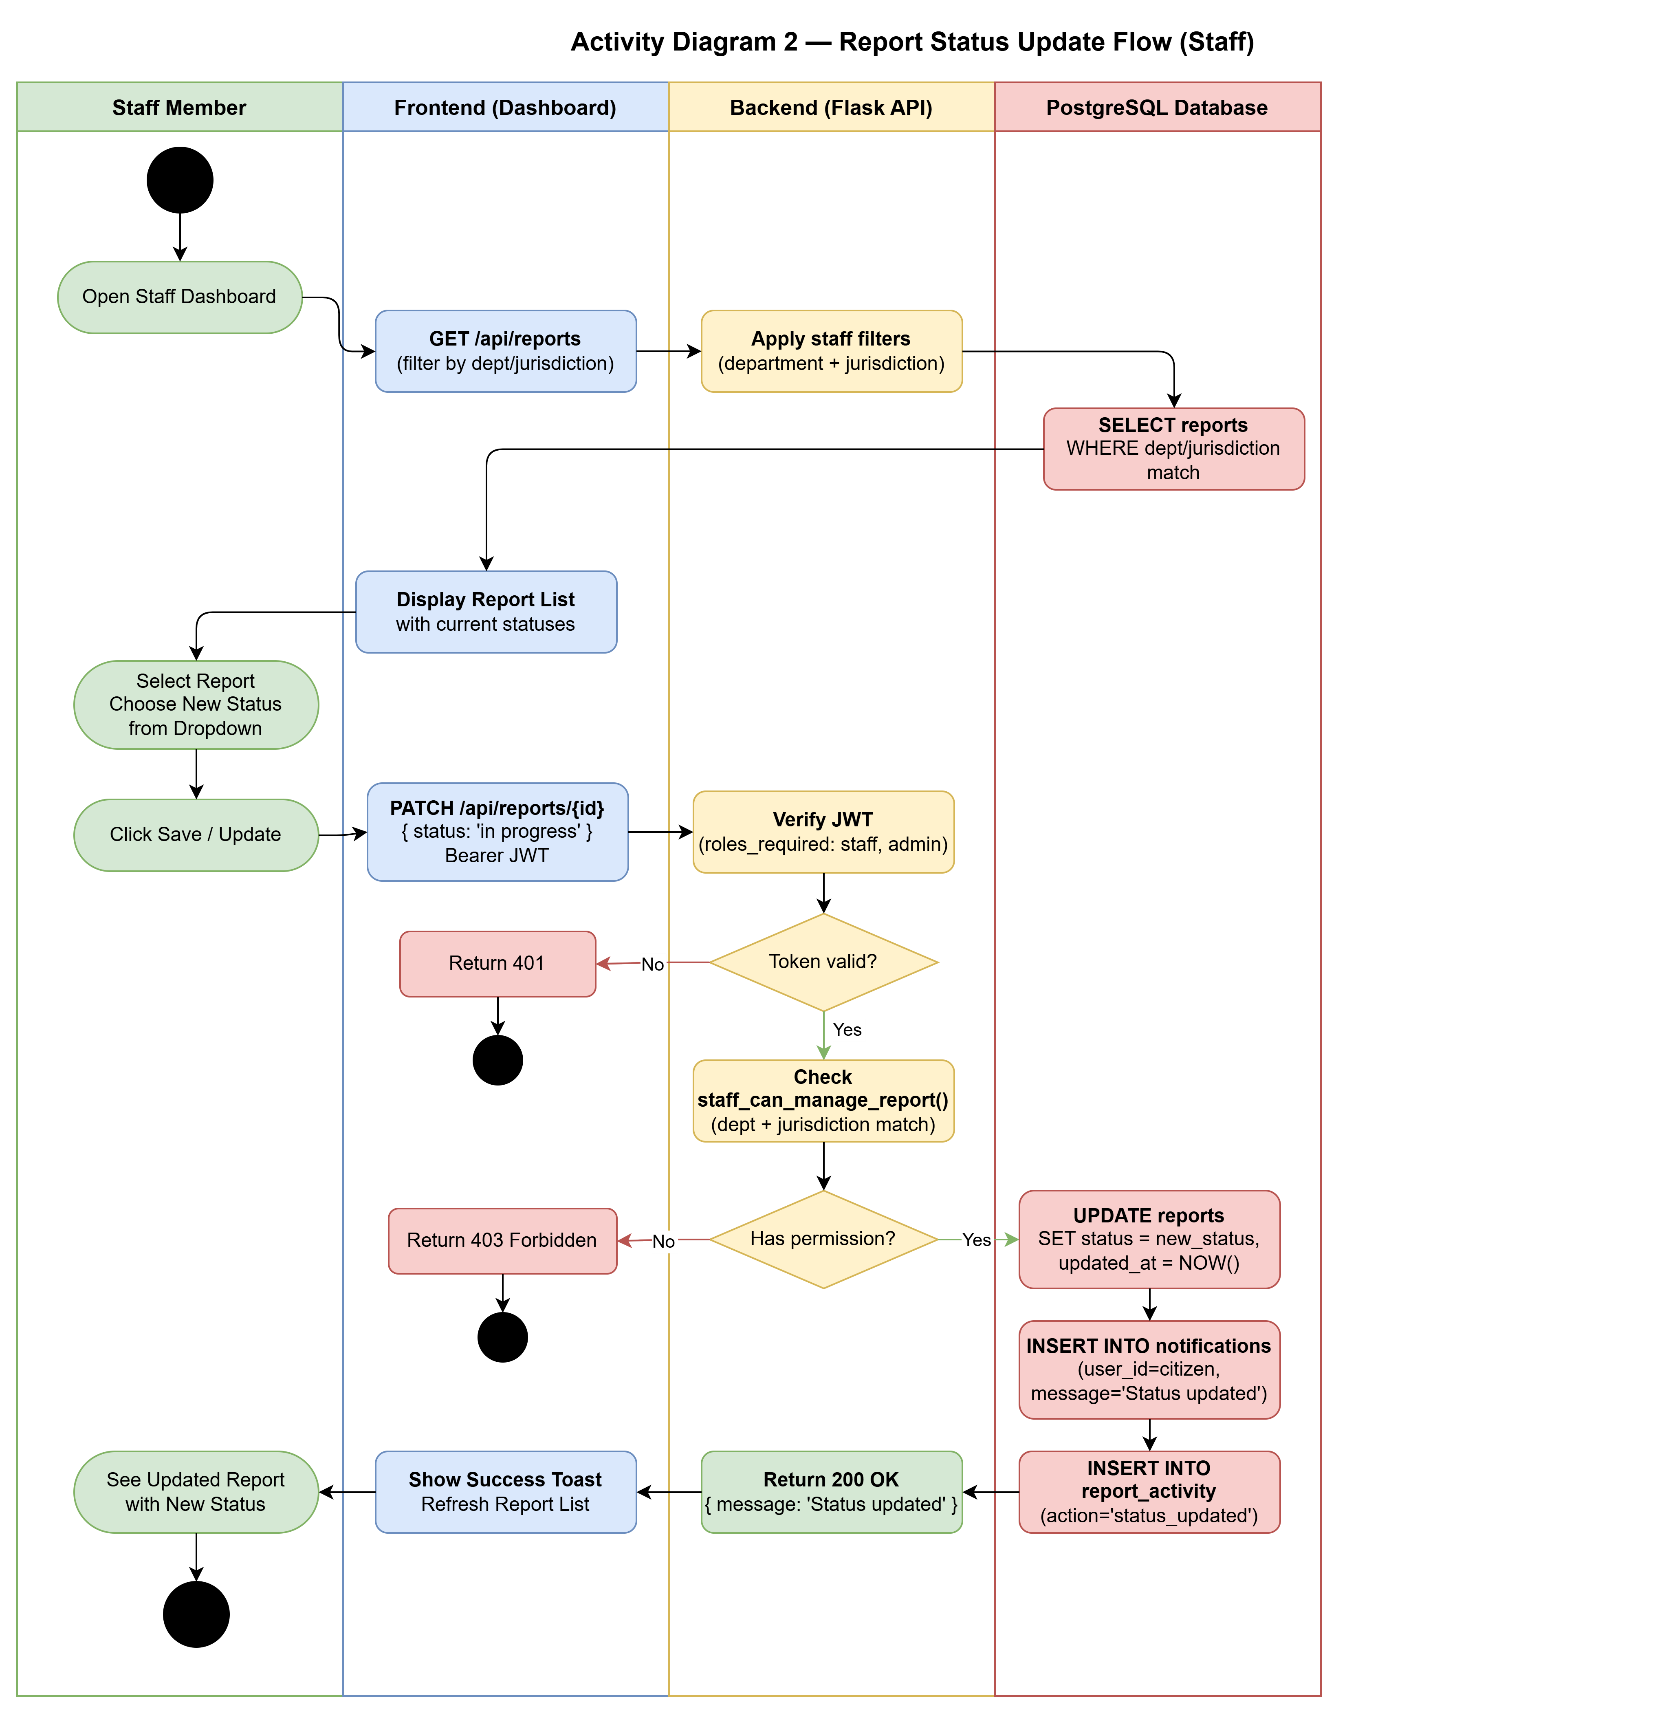 Activity Diagram 2 — Report Status Update Flow (Staff)
Staff Member
Frontend (Dashboard)
Backend (Flask API)
PostgreSQL Database
Open Staff Dashboard
GET /api/reports
(filter by dept/jurisdiction)
Apply staff filters
(department + jurisdiction)
SELECT reports
WHERE dept/jurisdiction
match
Display Report List
with current statuses
Select Report
Choose New Status
from Dropdown
Click Save / Update
PATCH /api/reports/{id}
{ status: 'in progress' }
Bearer JWT
Verify JWT
(roles_required: staff, admin)
Token valid?
No
Return 401
Yes
Check
staff_can_manage_report()
(dept + jurisdiction match)
Has permission?
No
Return 403 Forbidden
Yes
UPDATE reports
SET status = new_status,
updated_at = NOW()
INSERT INTO notifications
(user_id=citizen,
message='Status updated')
INSERT INTO
report_activity
(action='status_updated')
Return 200 OK
{ message: 'Status updated' }
Show Success Toast
Refresh Report List
See Updated Report
with New Status